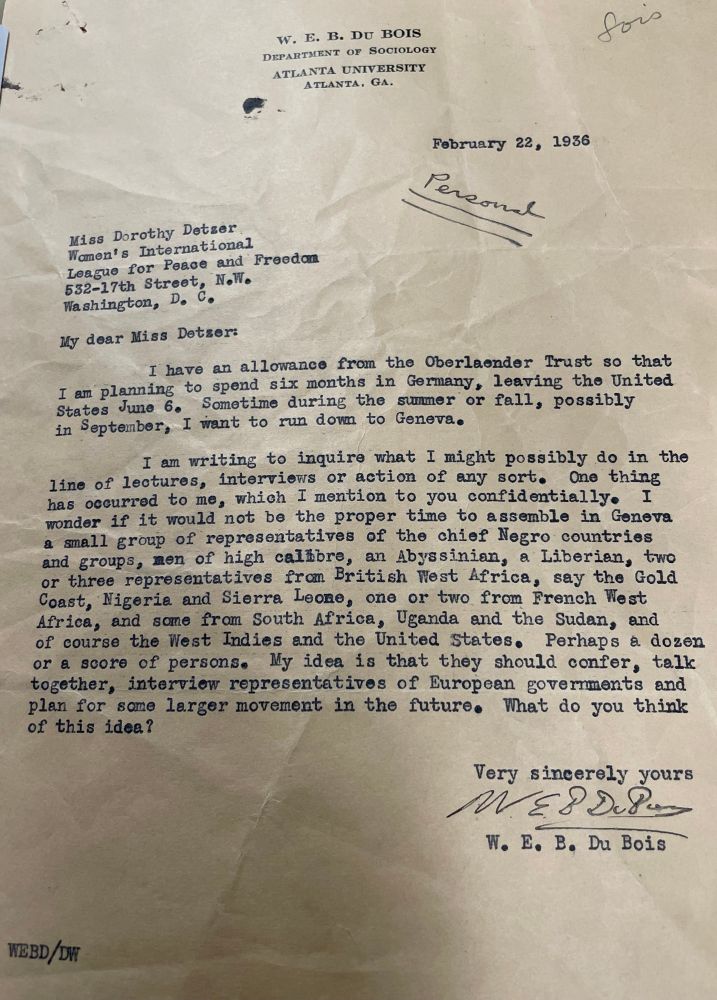 W. E. B. DU BOIS
DEPARTMENT OF SOCIOLOGY
ATLANTA UNIVERSITY
ATLANTA, GA.
February 22, 1936
Personal
Miss Dorothy Detzer
Women's International
League for Peace and Freedom
532-17th Street, N.W.
Washington, D. C.
My dear Miss Detzer:
I have an allowance from the Oberlaender Trust so that
I am planning to spend six months in Germany, leaving the United
States June 6. Sometime during the summer or fall, possibly
in September, I want to run down to Geneva.
I am writing to inquire what I might possibly do in the
line of lectures, interviews or action of any sort. One thing
has occurred to me, which I mention to you confidentially. I
wonder if it would not be the proper time to assemble in Geneva
a small group of representatives of the chief Negro countries
and groups, men of high calibre, an Abyssinian, a Liberian, two
or three representatives from British West Africa, say the Gold
Coast, Nigeria and Sierra Leone, one or two from French West
Africa, and some from South Africa, Uganda and the Sudan, and
of course the West Indies and the United States. Perhaps a dozen
or a score of persons. My idea is that they should confer, talk
together, interview representatives of European governments and
plan for some larger movement in the future. What do you think
of this idea?
Very sincerely yours
W. E. B. Du Bois
W. E. B. Du Bois
WEBD/DW